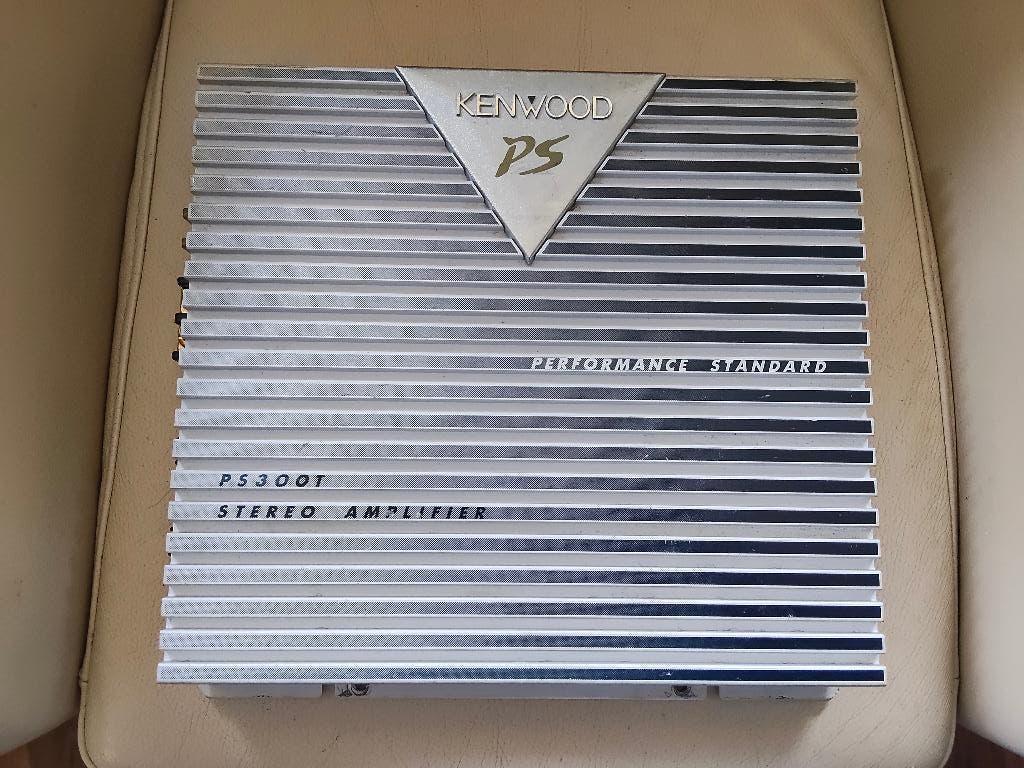 KENWOOD
PS
PERFORMANCE STANDARD
PS300T
STEREO AMPLIFIER